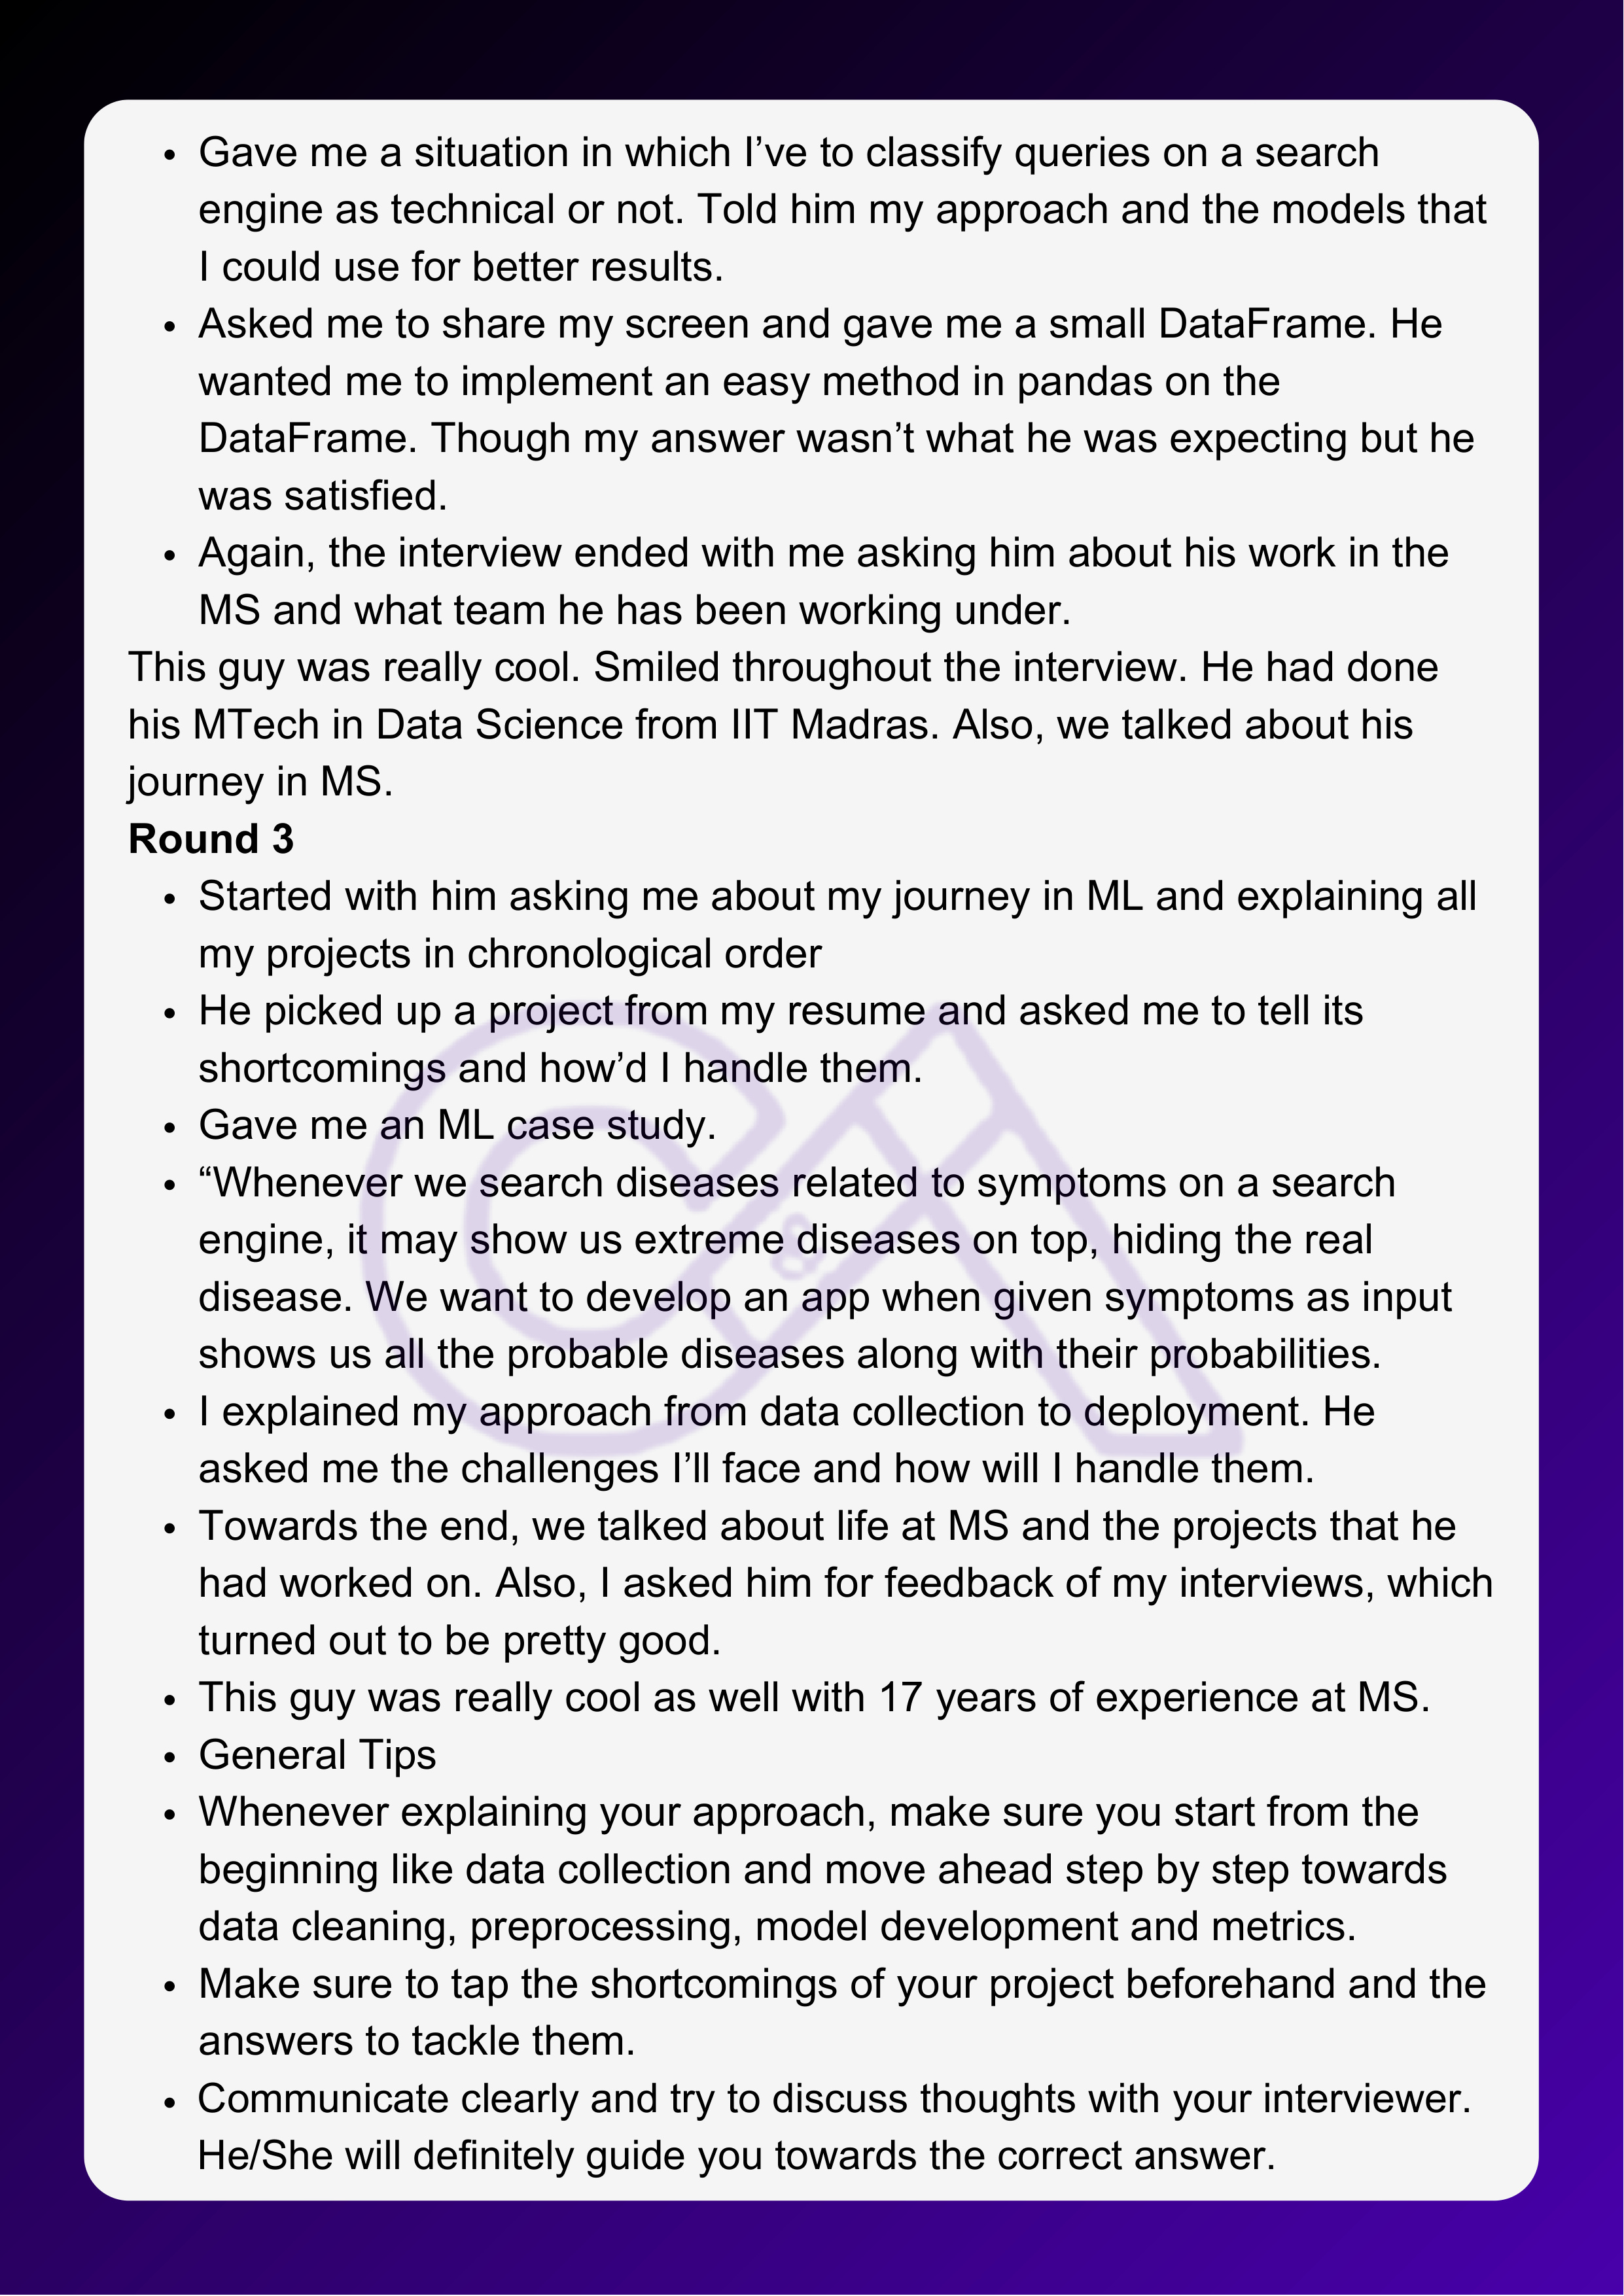 • Gave me a situation in which I’ve to classify queries on a search
engine as technical or not. Told him my approach and the models that
I could use for better results.
• Asked me to share my screen and gave me a small DataFrame. He
wanted me to implement an easy method in pandas on the
DataFrame. Though my answer wasn’t what he was expecting but he
was satisfied.
• Again, the interview ended with me asking him about his work in the
MS and what team he has been working under.
This guy was really cool. Smiled throughout the interview. He had done
his MTech in Data Science from IIT Madras. Also, we talked about his
journey in MS.
Round 3
• Started with him asking me about my journey in ML and explaining all
my projects in chronological order
• He picked up a project from my resume and asked me to tell its
shortcomings and how’d I handle them.
• Gave me an ML case study.
• “Whenever we search diseases related to symptoms on a search
engine, it may show us extreme diseases on top, hiding the real
disease. We want to develop an app when given symptoms as input
shows us all the probable diseases along with their probabilities.
• I explained my approach from data collection to deployment. He
asked me the challenges I’ll face and how will I handle them.
• Towards the end, we talked about life at MS and the projects that he
had worked on. Also, I asked him for feedback of my interviews, which
turned out to be pretty good.
• This guy was really cool as well with 17 years of experience at MS.
• General Tips
• Whenever explaining your approach, make sure you start from the
beginning like data collection and move ahead step by step towards
data cleaning, preprocessing, model development and metrics.
• Make sure to tap the shortcomings of your project beforehand and the
answers to tackle them.
• Communicate clearly and try to discuss thoughts with your interviewer.
He/She will definitely guide you towards the correct answer.